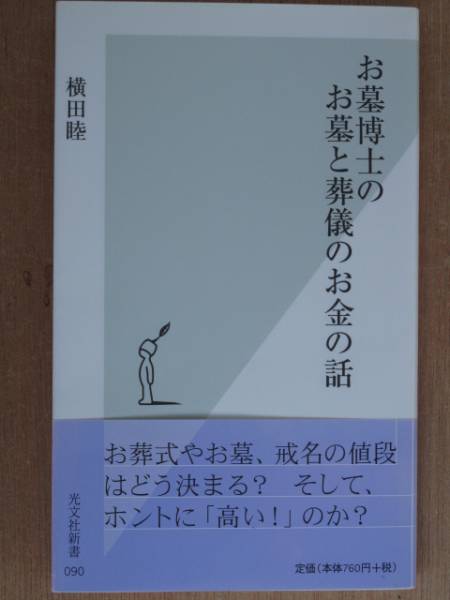 お墓博士の
お墓と葬儀のお金の話
横田睦
お葬式やお墓、戒名の値段
はどう決まる？　そして、
ホントに「高い！」のか？
光文社新書
090
定価（本体760円＋税）